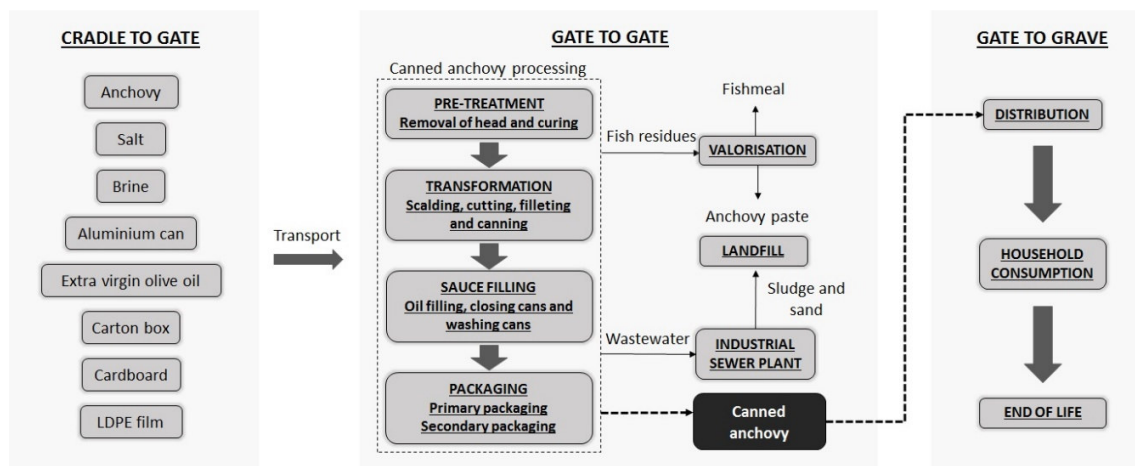 CRADLE TO GATE
Anchovy
Salt
Brine
Aluminium can
Extra virgin olive oil
Carton box
Cardboard
LDPE film
Transport
GATE TO GATE
Canned anchovy processing
PRE-TREATMENT
Removal of head and curing
TRANSFORMATION
Scalding, cutting, filleting
and canning
SAUCE FILLING
Oil filling, closing cans and
washing cans
PACKAGING
Primary packaging
Secondary packaging
Fish residues
Wastewater
Fishmeal
VALORISATION
Anchovy paste
LANDFILL
Sludge and
sand
INDUSTRIAL
SEWER PLANT
Canned
anchovy
GATE TO GRAVE
DISTRIBUTION
HOUSEHOLD
CONSUMPTION
END OF LIFE